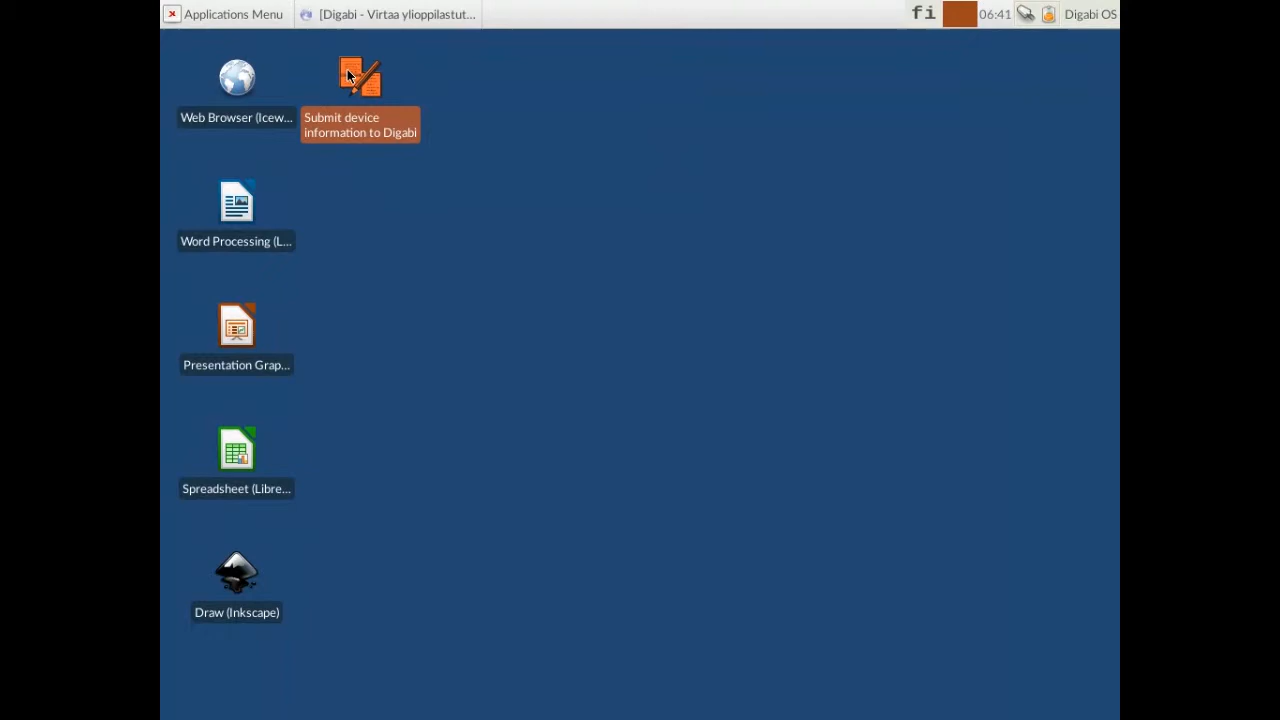 Applications Menu
[Digabi - Virtaa ylioppilastut...
fi
06:41
Digabi OS
Web Browser (Icew...
Submit device
information to Digabi
Word Processing (L...
Presentation Grap...
Spreadsheet (Libre...
Draw (Inkscape)